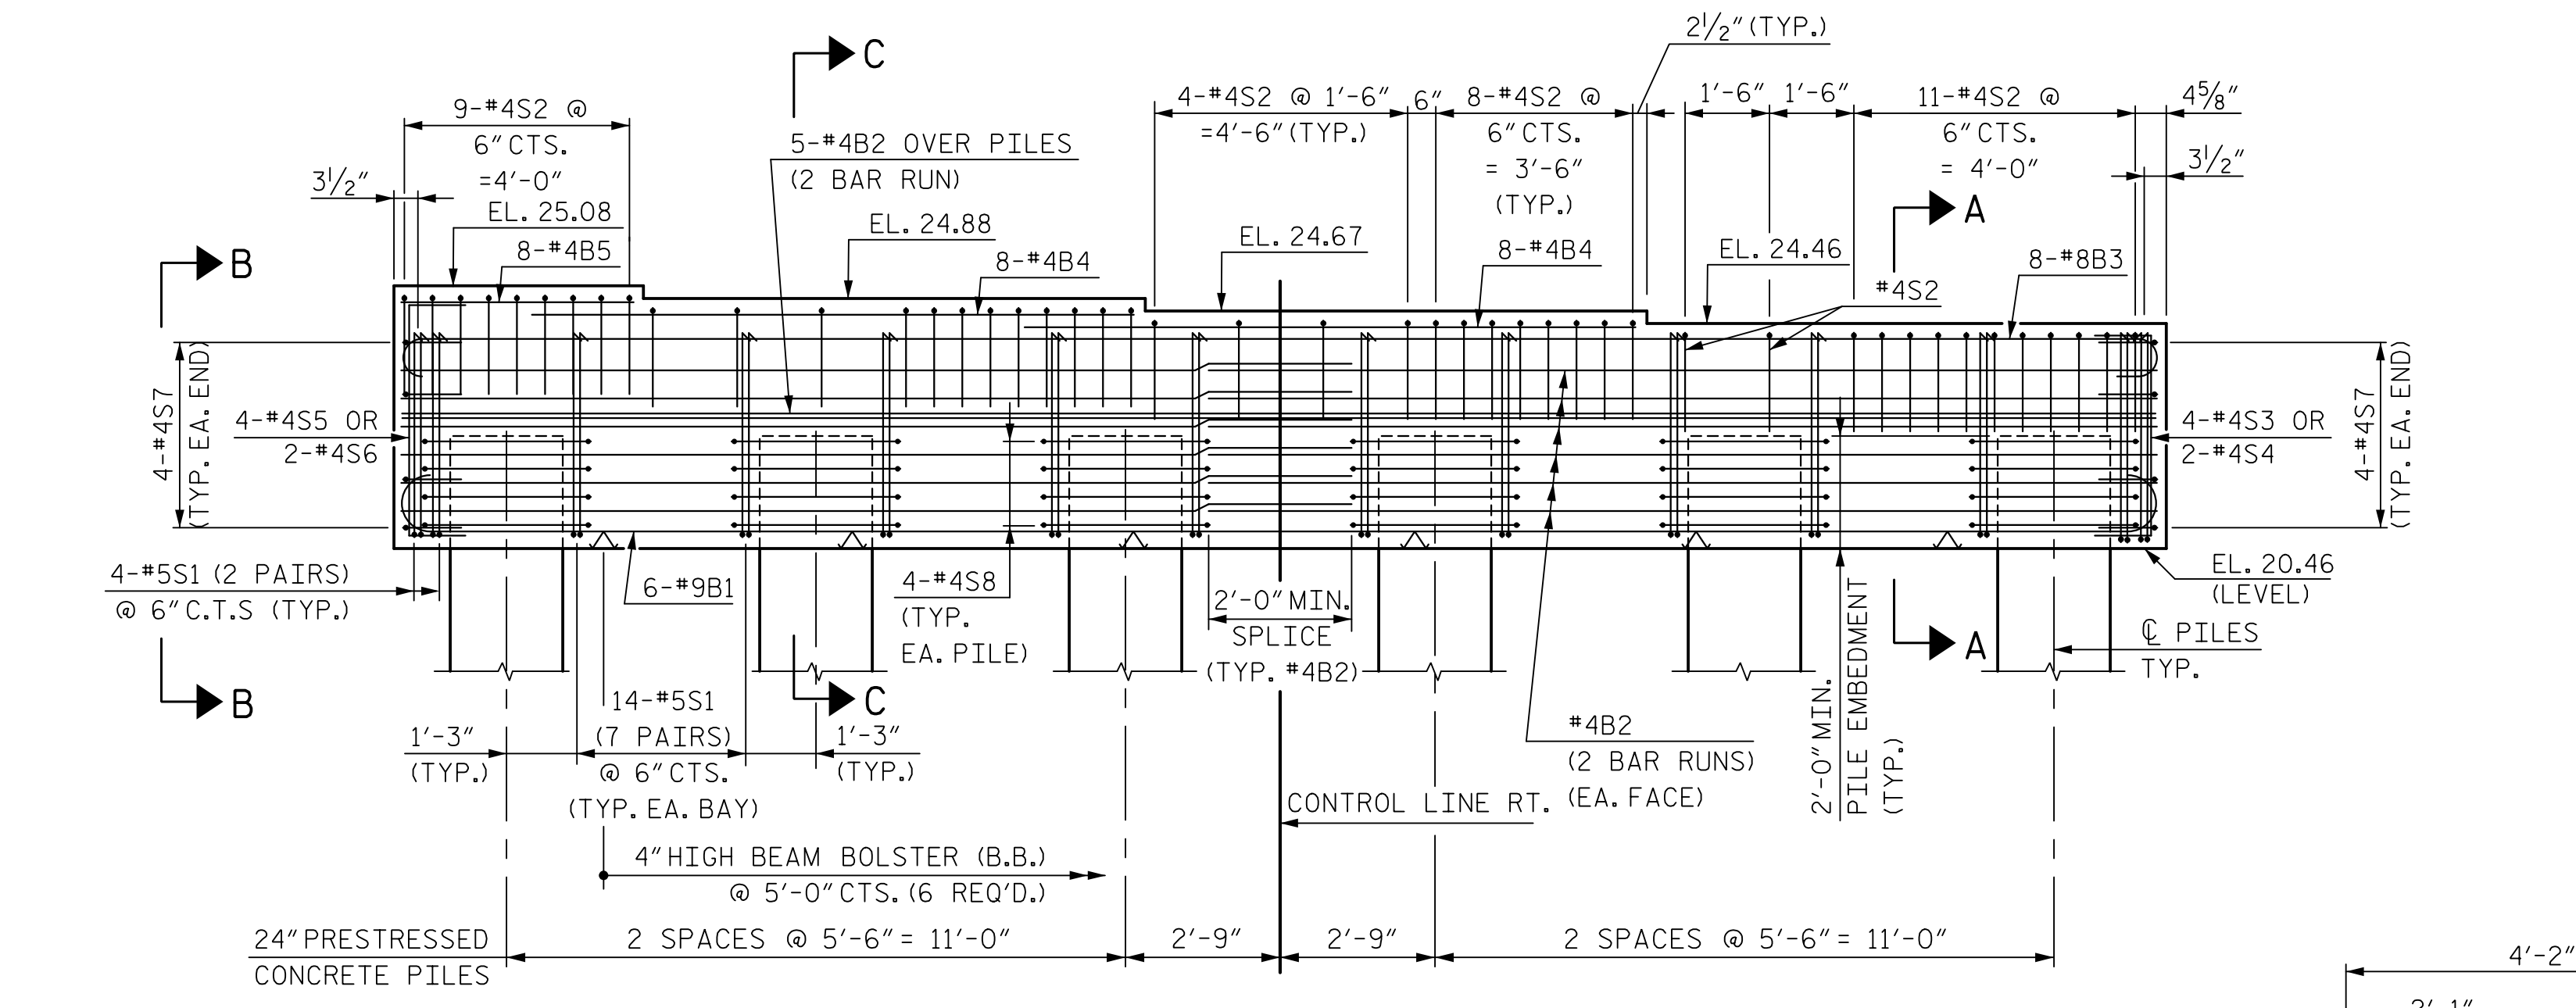 2½" (TYP.)
C
9-#4S2 @
6" CTS.
=4'-0"
3½"
EL. 25.08
8-#4B5
5-#4B2 OVER PILES
(2 BAR RUN)
EL. 24.88
8-#4B4
4-#4S2 @ 1'-6"
=4'-6" (TYP.)
6"
8-#4S2 @
6" CTS.
= 3'-6"
(TYP.)
EL. 24.67
8-#4B4
1'-6"
1'-6"
11-#4S2 @
6" CTS.
= 4'-0"
4⅝"
3½"
A
EL. 24.46
#4S2
8-#8B3
B
4-#4S7
(TYP. EA. END)
4-#4S5 OR
2-#4S6
4-#4S3 OR
2-#4S4
4-#4S7
(TYP. EA. END)
4-#5S1 (2 PAIRS)
@ 6" C.T.S (TYP.)
6-#9B1
4-#4S8
(TYP.
EA. PILE)
2'-0" MIN.
SPLICE
(TYP. #4B2)
EL. 20.46
(LEVEL)
℄ PILES
TYP.
A
B
C
14-#5S1
(7 PAIRS)
@ 6" CTS.
(TYP. EA. BAY)
1'-3"
(TYP.)
1'-3"
(TYP.)
#4B2
(2 BAR RUNS)
(EA. FACE)
2'-0" MIN.
PILE EMBEDMENT
(TYP.)
CONTROL LINE RT.
4" HIGH BEAM BOLSTER (B.B.)
@ 5'-0" CTS. (6 REQ'D.)
24" PRESTRESSED
CONCRETE PILES
2 SPACES @ 5'-6" = 11'-0"
2'-9"
2'-9"
2 SPACES @ 5'-6" = 11'-0"
4'-2"